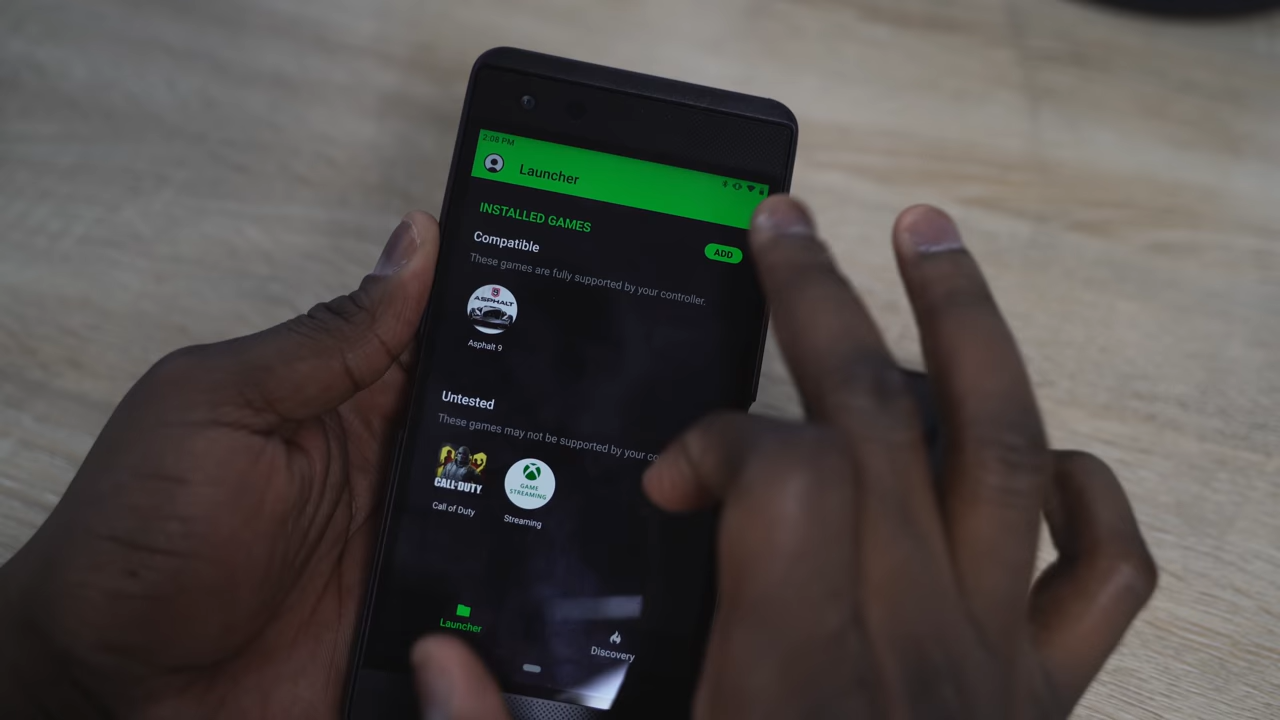 2:08 PM
Launcher
INSTALLED GAMES
Compatible
ADD
These games are fully supported by your controller.
9
ASPHALT
Asphalt 9
Untested
These games may not be supported by your co
CALL OF DUTY
GAME
STREAMING
Call of Duty
Streaming
Launcher
Discovery